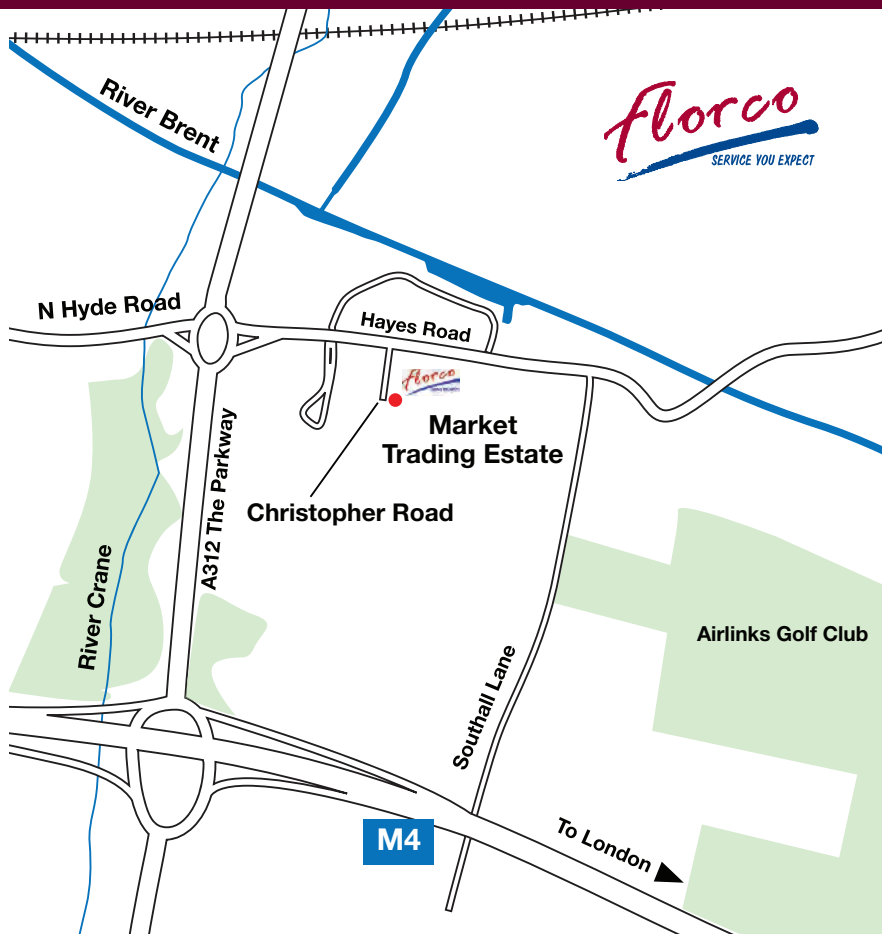 River Brent
florco
SERVICE YOU EXPECT
N Hyde Road
Hayes Road
florco
Market
Trading Estate
Christopher Road
A312 The Parkway
River Crane
Airlinks Golf Club
Southall Lane
M4
To London